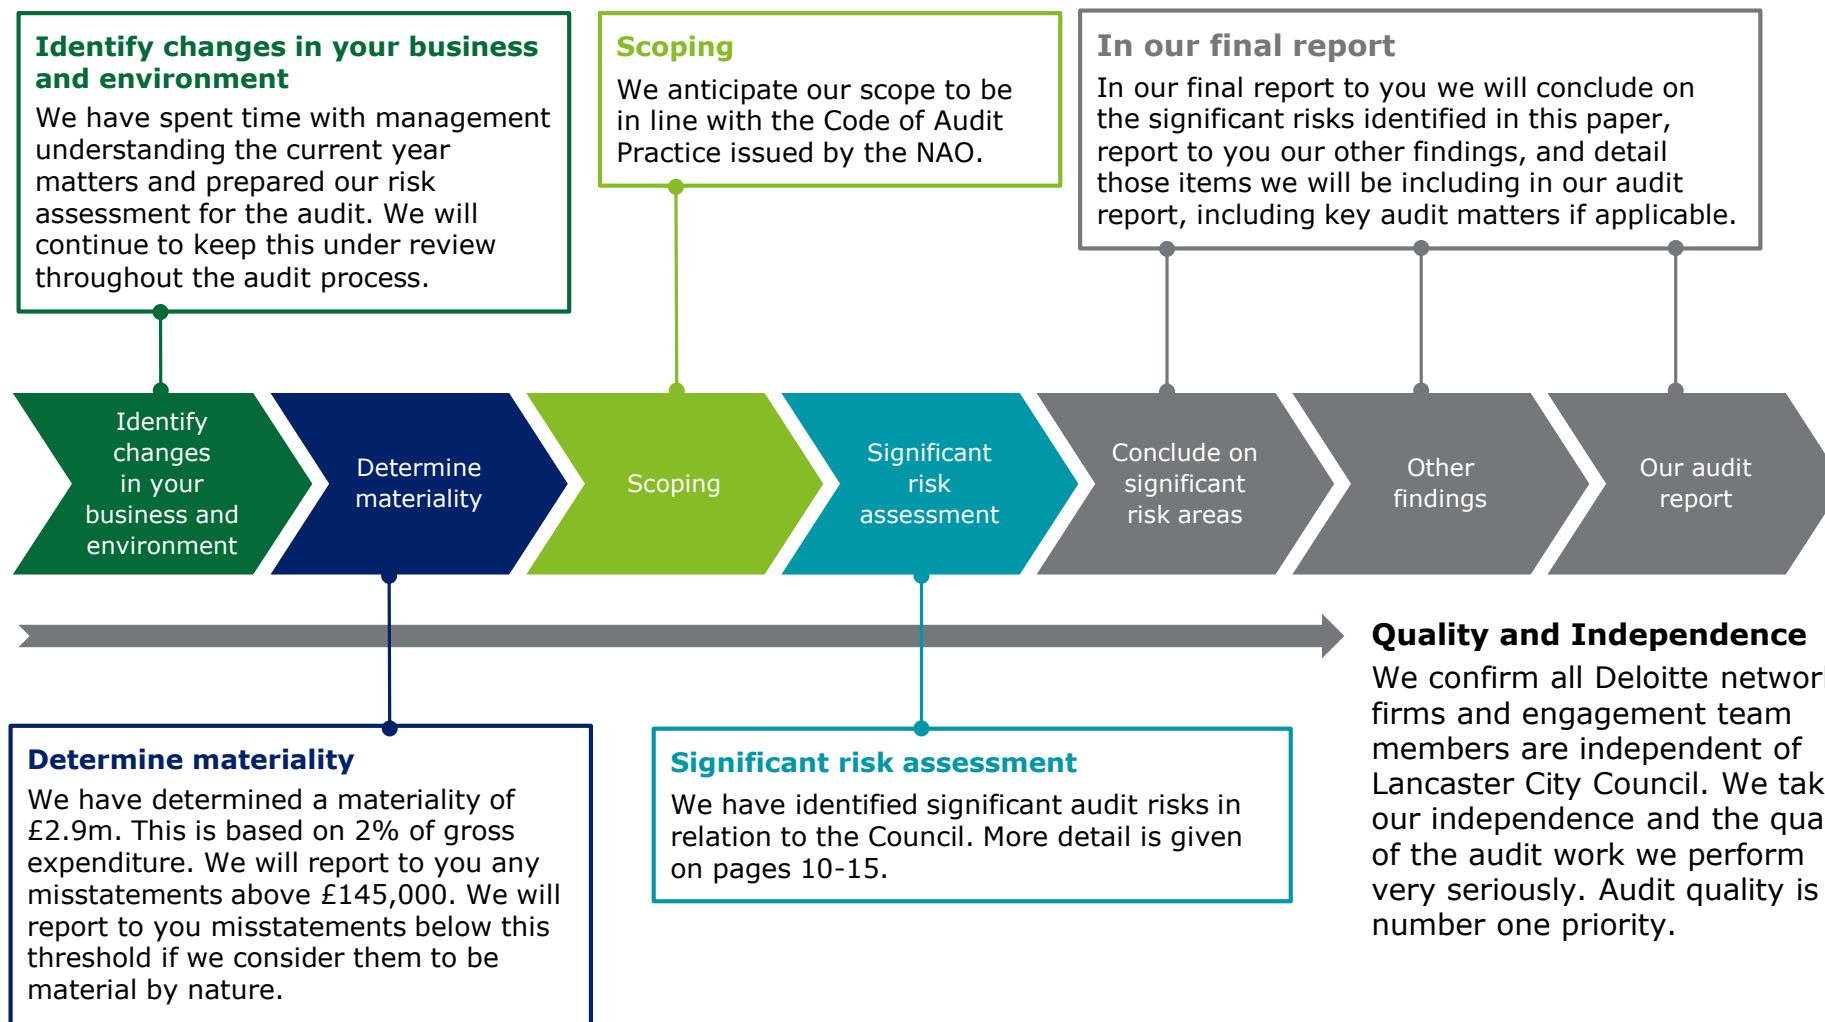 Identify changes in your business
and environment
We have spent time with management
understanding the current year
matters and prepared our risk
assessment for the audit. We will
continue to keep this under review
throughout the audit process.
Scoping
We anticipate our scope to be
in line with the Code of Audit
Practice issued by the NAO.
In our final report
In our final report to you we will conclude on
the significant risks identified in this paper,
report to you our other findings, and detail
those items we will be including in our audit
report, including key audit matters if applicable.
Identify
changes
in your
business and
environment
Determine
materiality
Scoping
Significant
risk
assessment
Conclude on
significant
risk areas
Other
findings
Our audit
report
Determine materiality
We have determined a materiality of
£2.9m. This is based on 2% of gross
expenditure. We will report to you any
misstatements above £145,000. We will
report to you misstatements below this
threshold if we consider them to be
material by nature.
Significant risk assessment
We have identified significant audit risks in
relation to the Council. More detail is given
on pages 10-15.
Quality and Independence
We confirm all Deloitte
firms and engagement team
members are independent of
Lancaster City Council. We
our independence and the
of the audit work we perform
very seriously. Audit quality is
number one priority.